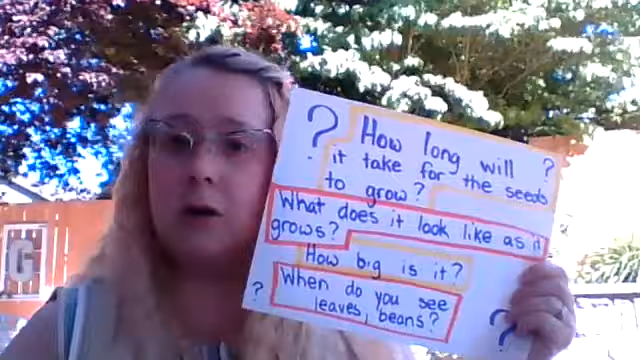 ? How long will ?
it take for the seeds
to grow?
What does it look like as it
grows?
How big is it?
When do you see
? leaves, beans? ?
G